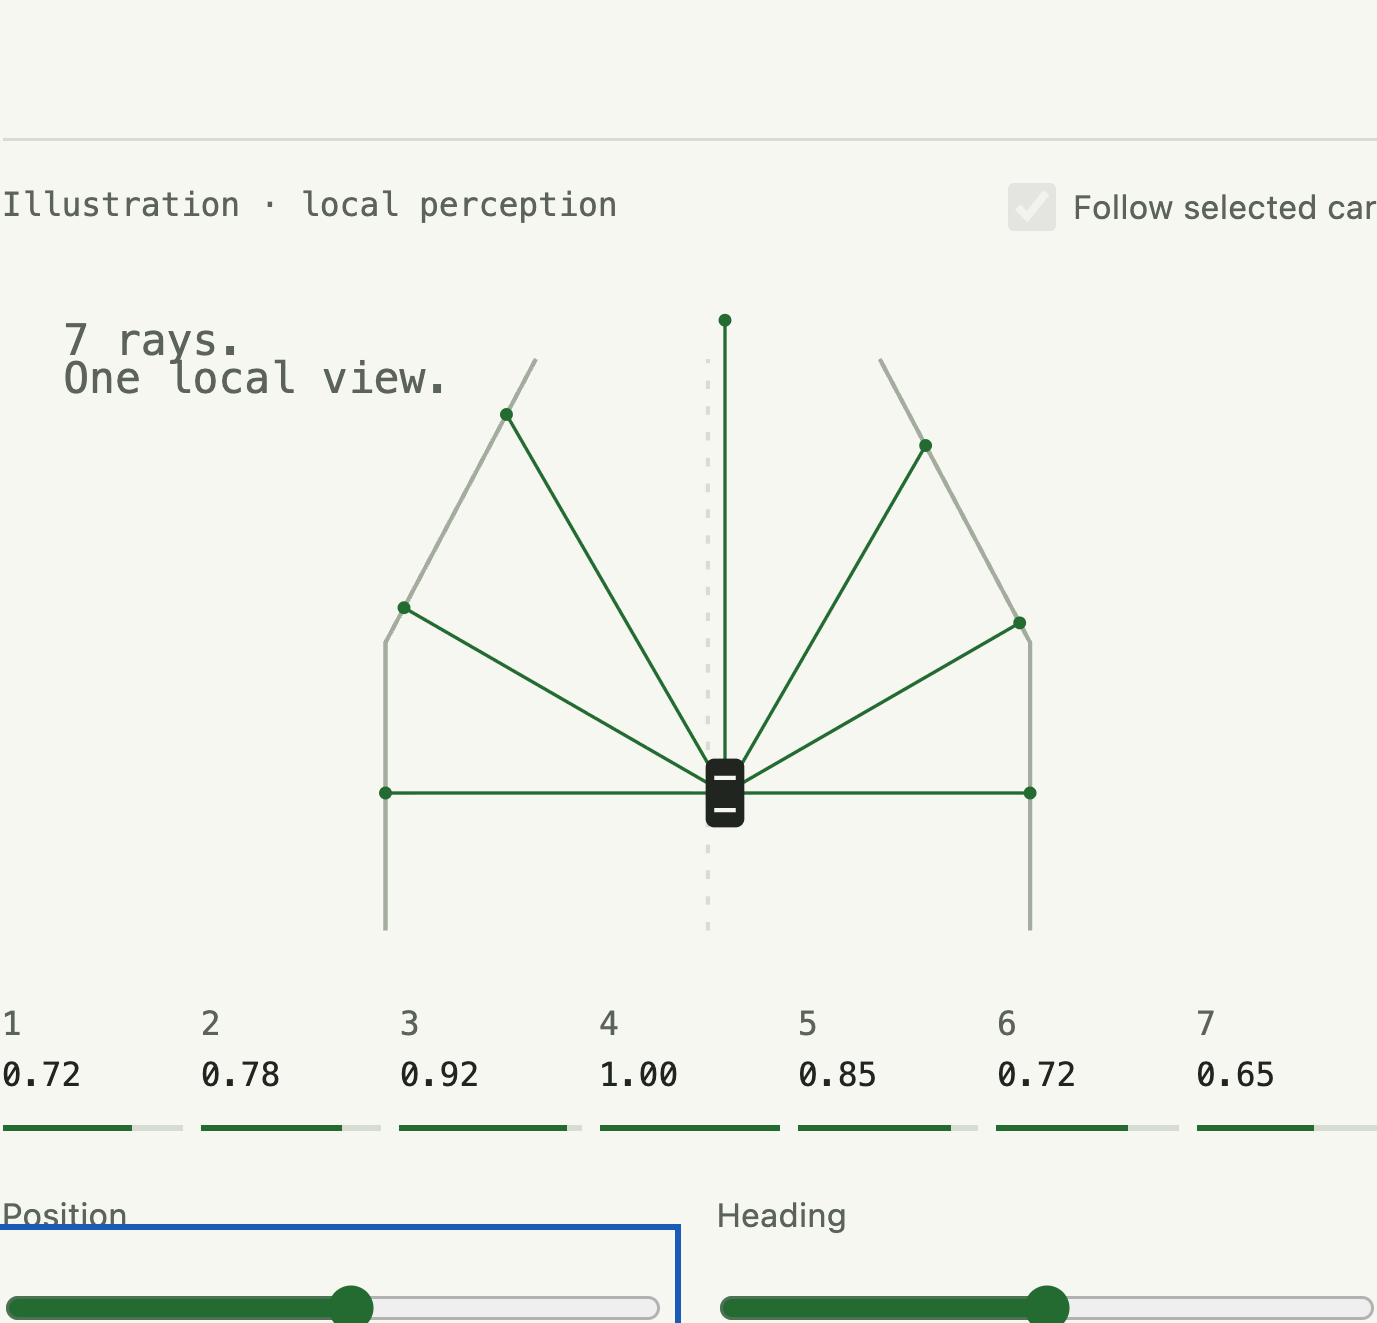 Illustration · local perception
Follow selected car
7 rays.
One local view.
1 2 3 4 5 6 7
0.72 0.78 0.92 1.00 0.85 0.72 0.65
Position Heading